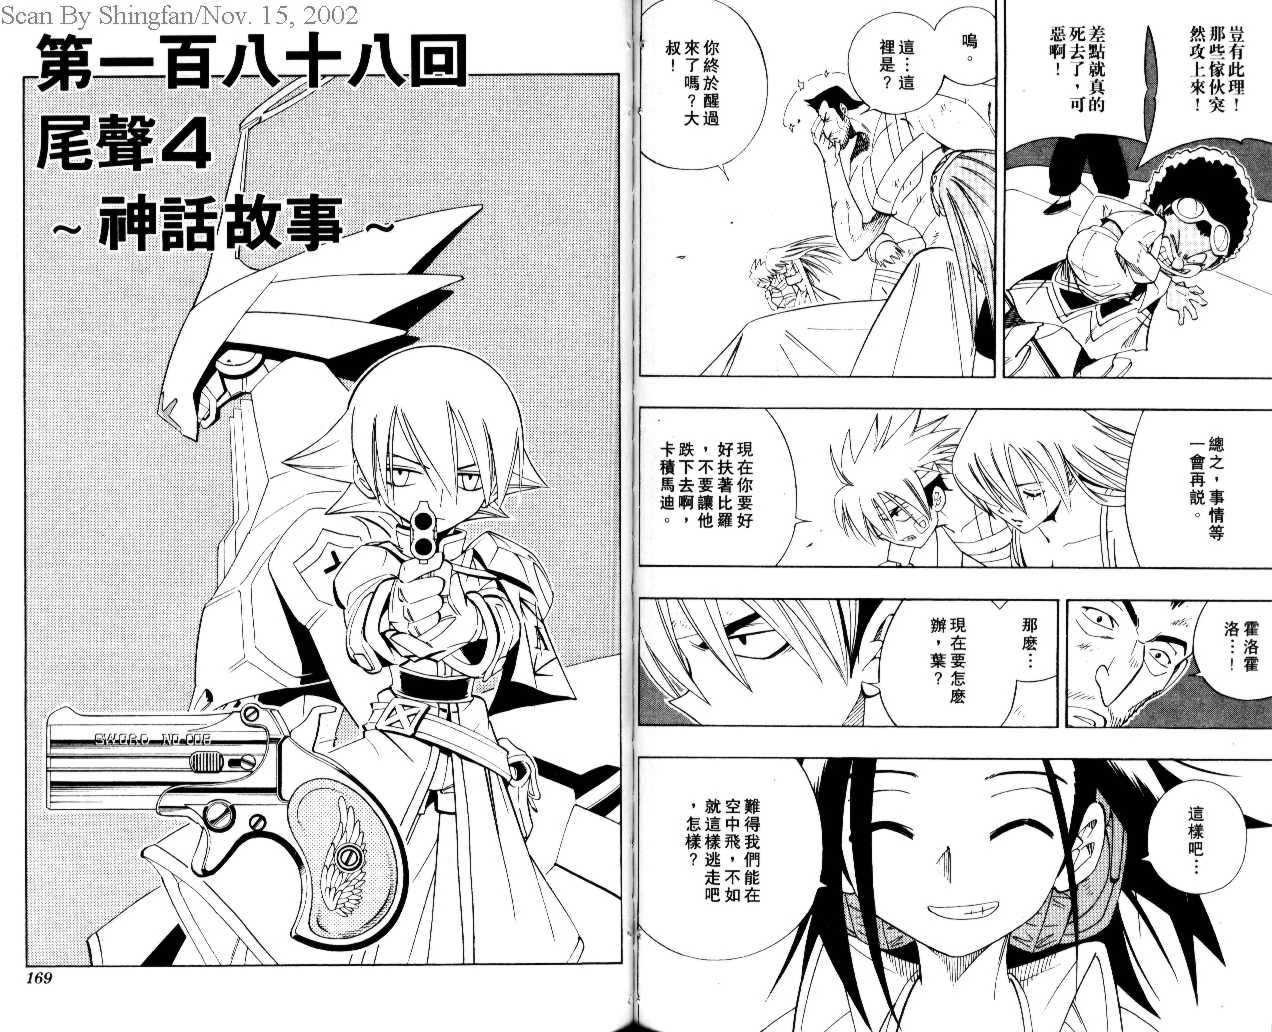 Scan By Shingfan/Nov. 15, 2002
豈有此理！
那些傢伙突
然攻上來！
差點就真的
死去了，可
惡啊！
嗚。
這…這
裡是？
你終於醒過
來了嗎？大
叔！
總之，事情等
一會再説。
現在你要好
好扶著比羅
，不要讓他
跌下去啊，
卡積馬迪。
霍洛霍
洛…！
那麽…
現在要怎麽
辦，葉？
這樣吧…
難得我們能在
空中飛，不如
就這樣逃走吧
，怎樣？
第一百八十八回
尾聲4
～神話故事～
SWORD NO.008
169